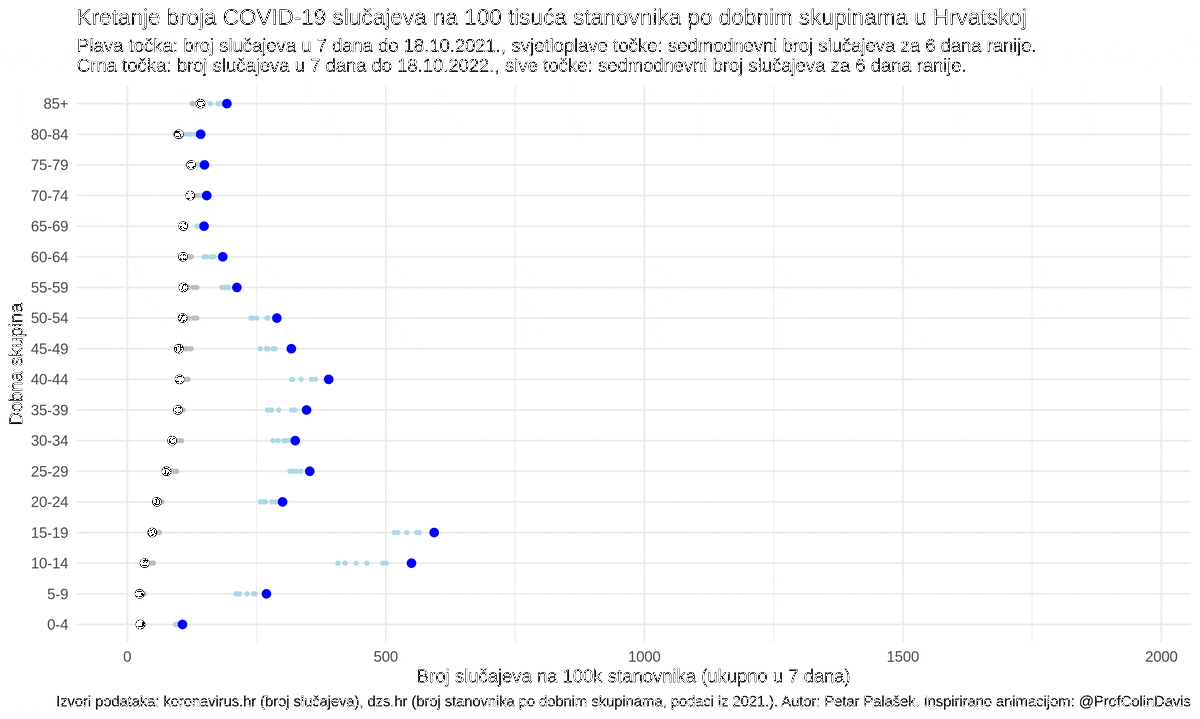 Kretanje broja COVID-19 slučajeva na 100 tisuća stanovnika po dobnim skupinama u Hrvatskoj
Plava točka: broj slučajeva u 7 dana do 18.10.2021., svjetloplave točke: sedmodnevni broj slučajeva za 6 dana ranije.
Crna točka: broj slučajeva u 7 dana do 18.10.2022., sive točke: sedmodnevni broj slučajeva za 6 dana ranije.
Dobna skupina
85+
80-84
75-79
70-74
65-69
60-64
55-59
50-54
45-49
40-44
35-39
30-34
25-29
20-24
15-19
10-14
5-9
0-4
0 500 1000 1500 2000
Broj slučajeva na 100k stanovnika (ukupno u 7 dana)
Izvori podataka: koronavirus.hr (broj slučajeva), dzs.hr (broj stanovnika po dobnim skupinama, podaci iz 2021.). Autor: Petar Palašek. Inspirirano animacijom: @ProfColinDavis